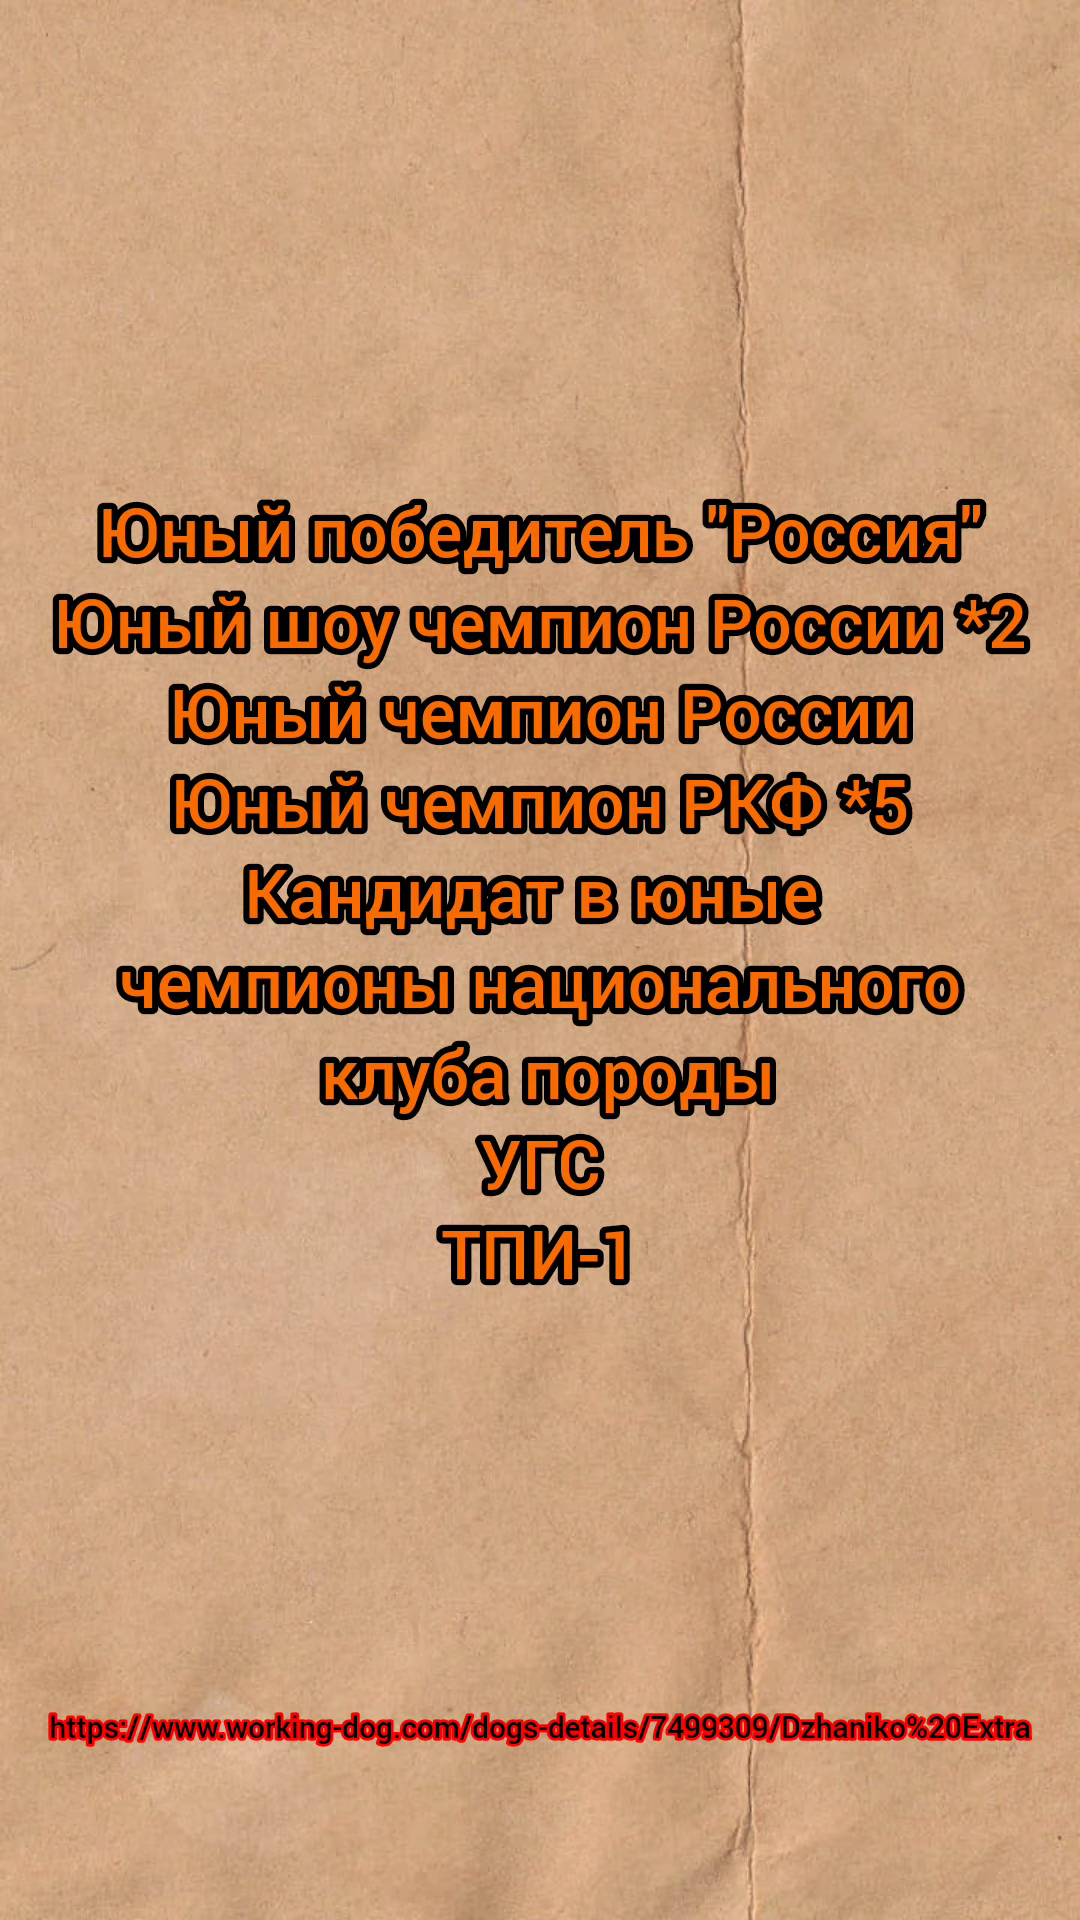 Юный победитель "Россия"
Юный шоу чемпион России *2
Юный чемпион России
Юный чемпион РКФ *5
Кандидат в юные
чемпионы национального
клуба породы
УГС
ТПИ-1
https://www.working-dog.com/dogs-details/7499309/Dzhaniko%20Extra